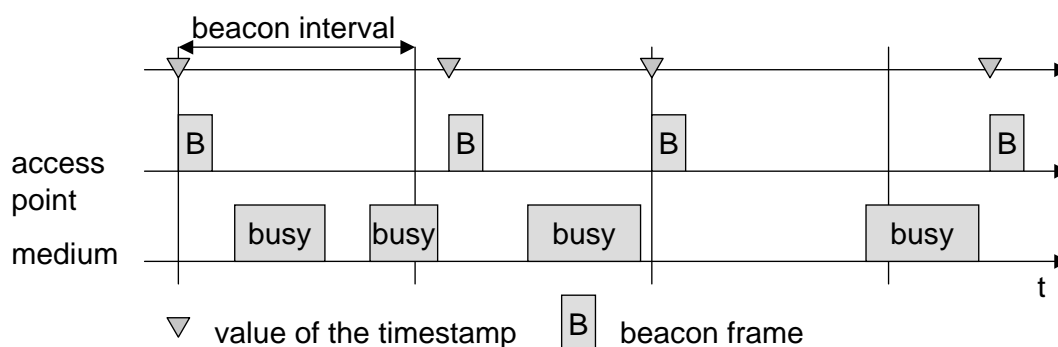 beacon interval
B B B B
access
point
busy busy busy busy
medium
t
value of the timestamp B beacon frame